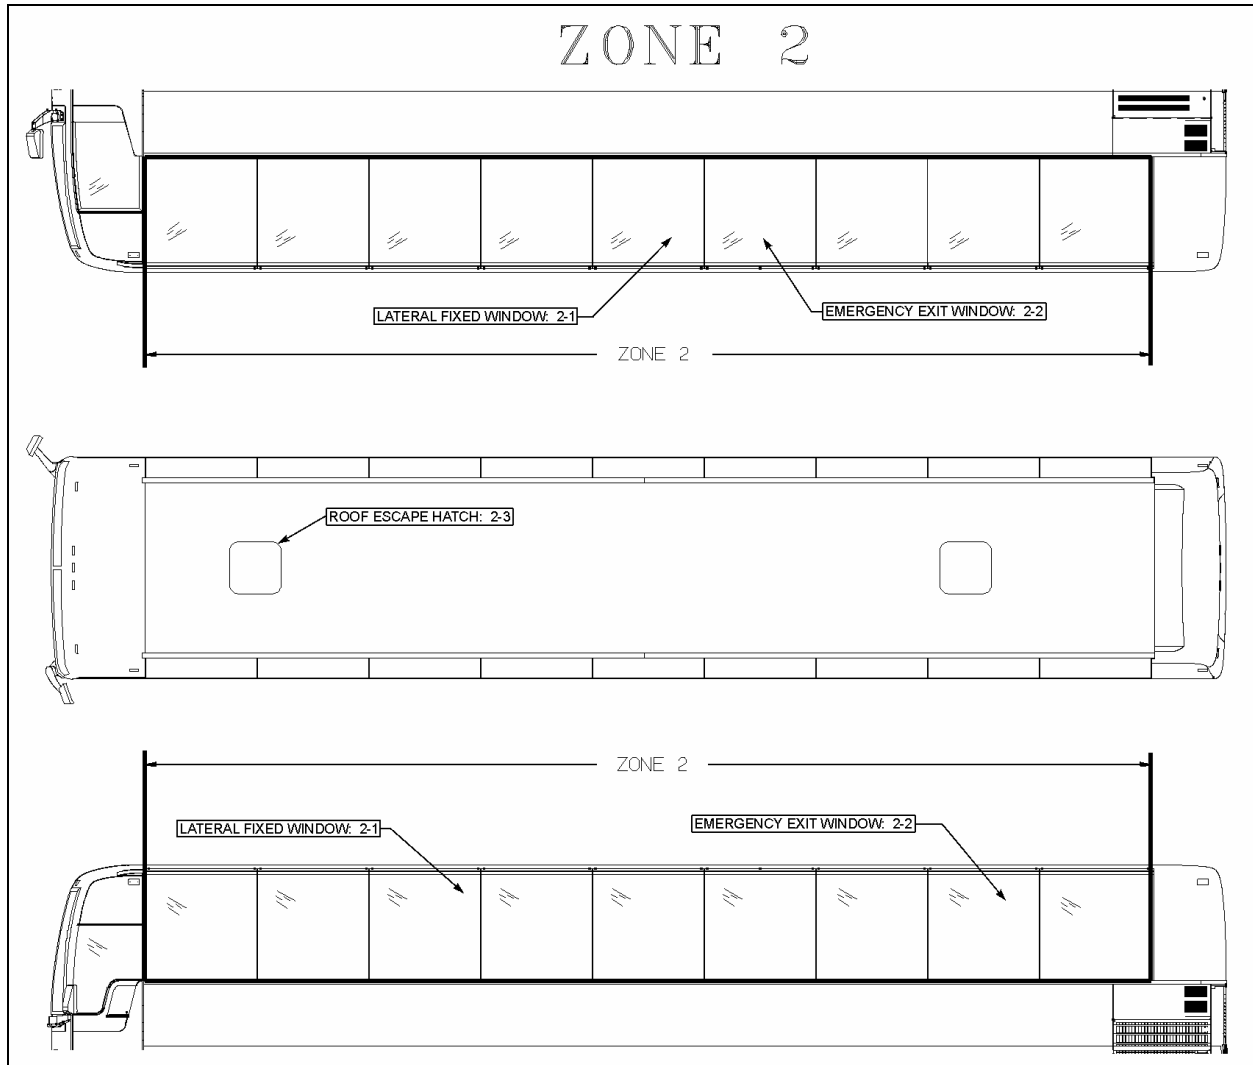 ZONE 2
LATERAL FIXED WINDOW: 2-1
EMERGENCY EXIT WINDOW: 2-2
ZONE 2
ROOF ESCAPE HATCH: 2-3
ZONE 2
LATERAL FIXED WINDOW: 2-1
EMERGENCY EXIT WINDOW: 2-2